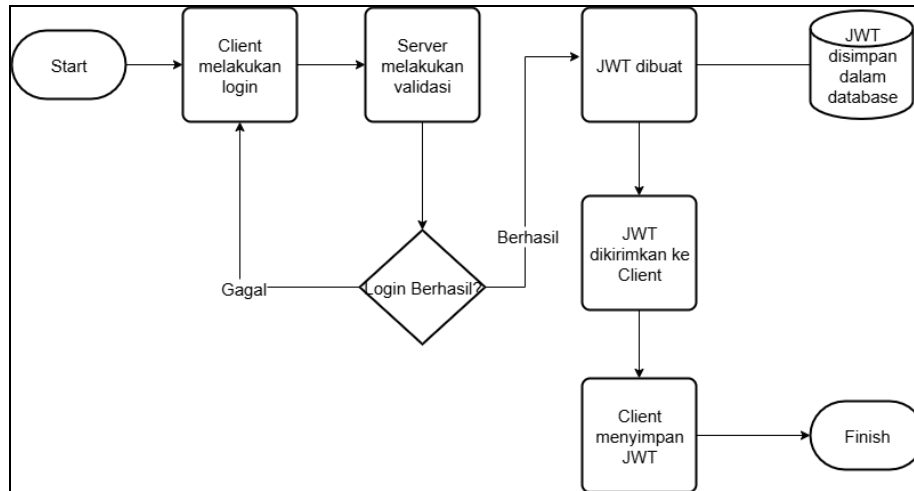 Start
Client
melakukan
login
Server
melakukan
validasi
JWT dibuat
JWT
disimpan
dalam
database
Berhasil
JWT
dikirimkan ke
Client
Gagal
Login Berhasil?
Client
menyimpan
JWT
Finish